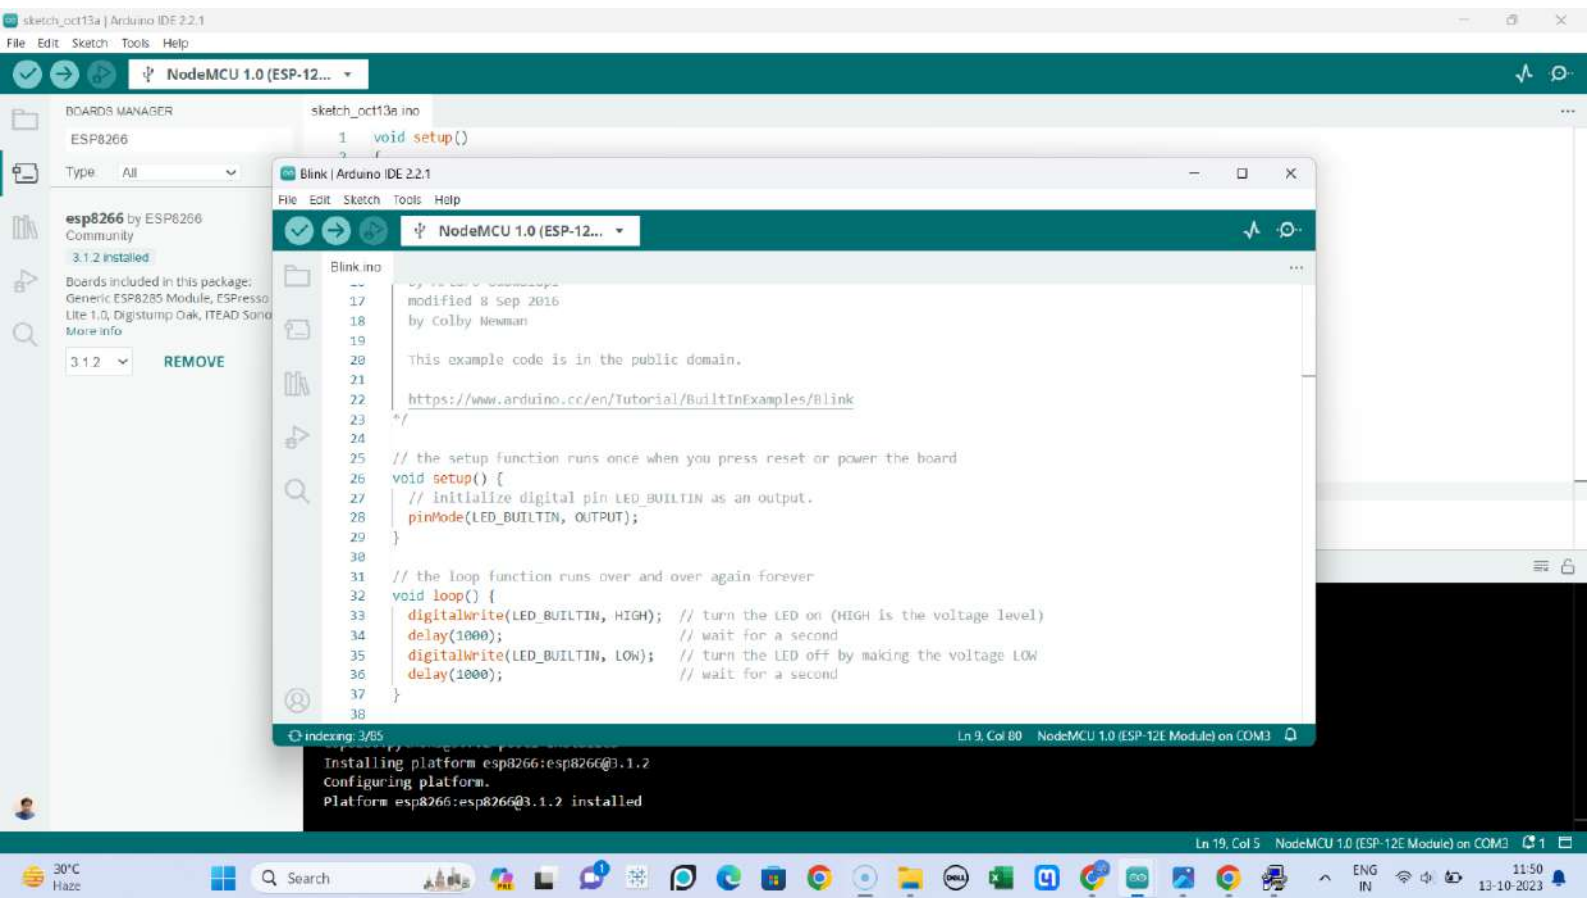 sketch_oct13a | Arduino IDE 2.2.1
File Edit Sketch Tools Help
NodeMCU 1.0 (ESP-12...
BOARDS MANAGER
ESP8266
Type: All
esp8266 by ESP8266
Community
3.1.2 installed
Boards included in this package:
Generic ESP8285 Module, ESPresso
Lite 1.0, Digistump Oak, ITEAD Sono
More info
3.1.2
REMOVE
sketch_oct13a.ino
...
1 void setup()
2 {
Blink | Arduino IDE 2.2.1
File Edit Sketch Tools Help
NodeMCU 1.0 (ESP-12...
Blink.ino
...
17 modified 8 Sep 2016
18 by Colby Newman
19
20 This example code is in the public domain.
21
22 https://www.arduino.cc/en/Tutorial/BuiltInExamples/Blink
23 */
24
25 // the setup function runs once when you press reset or power the board
26 void setup() {
27 // initialize digital pin LED_BUILTIN as an output.
28 pinMode(LED_BUILTIN, OUTPUT);
29 }
30
31 // the loop function runs over and over again forever
32 void loop() {
33 digitalWrite(LED_BUILTIN, HIGH); // turn the LED on (HIGH is the voltage level)
34 delay(1000); // wait for a second
35 digitalWrite(LED_BUILTIN, LOW); // turn the LED off by making the voltage LOW
36 delay(1000); // wait for a second
37 }
38
indexing: 3/85
Ln 9, Col 80 NodeMCU 1.0 (ESP-12E Module) on COM3
Installing platform esp8266:esp8266@3.1.2
Configuring platform.
Platform esp8266:esp8266@3.1.2 installed
Ln 19, Col 5 NodeMCU 1.0 (ESP-12E Module) on COM3 1
30°C
Haze
Search
PRE
1
DELL
ENG
IN
11:50
13-10-2023